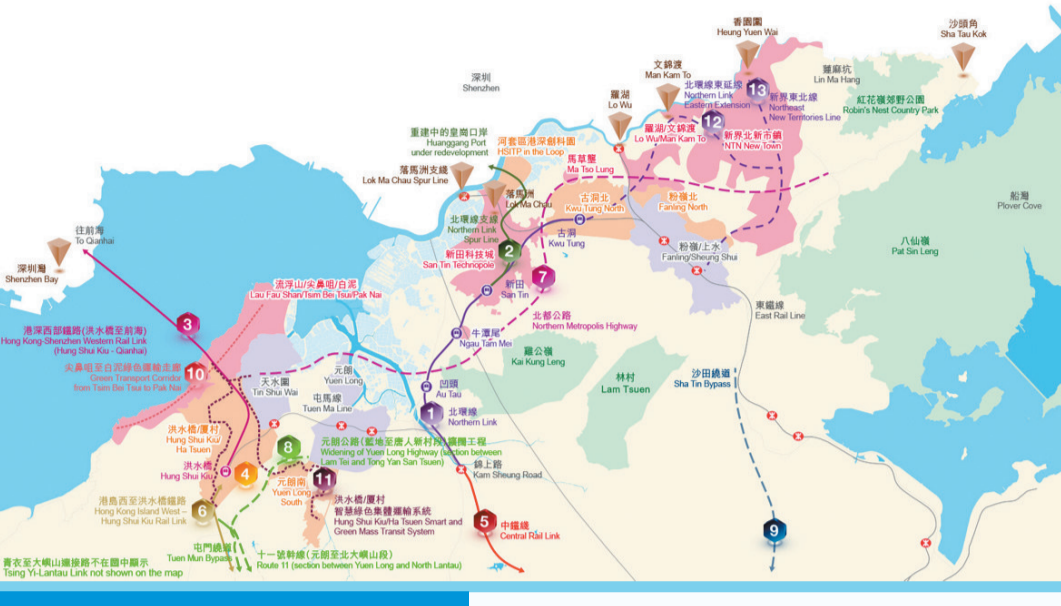 香園圍
Heung Yuen Wai
沙頭角
Sha Tau Kok
深圳
Shenzhen
文錦渡
Man Kam To
蓮麻坑
Lin Ma Hang
羅湖
Lo Wu
北環線東延線
Northern Link
Eastern Extension
13
新界東北線
Northeast
New Territories Line
紅花嶺郊野公園
Robin's Nest Country Park
12
重建中的皇崗口岸
Huanggang Port
under redevelopment
河套區港深創科園
HSITP in the Loop
羅湖/文錦渡
Lo Wu/Man Kam To
新界北新市鎮
NTN New Town
馬草壟
Ma Tso Lung
落馬洲支綫
Lok Ma Chau Spur Line
落馬洲
Lok Ma Chau
古洞北
Kwu Tung North
粉嶺北
Fanling North
船灣
Plover Cove
北環線支線
Northern Link
Spur Line
古洞
Kwu Tung
粉嶺/上水
Fanling/Sheung Shui
八仙嶺
Pat Sin Leng
往前海
To Qianhai
深圳灣
Shenzhen Bay
2
新田科技城
San Tin Technopole
7
新田
San Tin
流浮山/尖鼻咀/白泥
Lau Fau Shan/Tsim Bei Tsui/Pak Nai
東鐵線
East Rail Line
北都公路
Northern Metropolis Highway
3
港深西部鐵路(洪水橋至前海)
Hong Kong-Shenzhen Western Rail Link
(Hung Shui Kiu - Qianhai)
牛潭尾
Ngau Tam Mei
雞公嶺
Kai Kung Leng
尖鼻咀至白泥綠色運輸走廊
Green Transport Corridor
from Tsim Bei Tsui to Pak Nai
10
元朗
Yuen Long
天水圍
Tin Shui Wai
林村
Lam Tsuen
沙田繞道
Sha Tin Bypass
凹頭
Au Tau
屯馬線
Tuen Ma Line
1
北環線
Northern Link
洪水橋/厦村
Hung Shui Kiu/
Ha Tsuen
8
元朗公路(藍地至唐人新村段)擴闊工程
Widening of Yuen Long Highway (section between
Lam Tei and Tong Yan San Tsuen)
洪水橋
Hung Shui Kiu
4
錦上路
Kam Sheung Road
元朗南
Yuen Long
South
11
洪水橋/厦村
智慧綠色集體運輸系統
Hung Shui Kiu/Ha Tsuen Smart and
Green Mass Transit System
港島西至洪水橋鐵路
Hong Kong Island West –
Hung Shui Kiu Rail Link
6
5
中鐵綫
Central Rail Link
9
屯門繞道
Tuen Mun Bypass
十一號幹線(元朗至北大嶼山段)
Route 11 (section between Yuen Long and North Lantau)
青衣至大嶼山連接路不在圖中顯示
Tsing Yi-Lantau Link not shown on the map